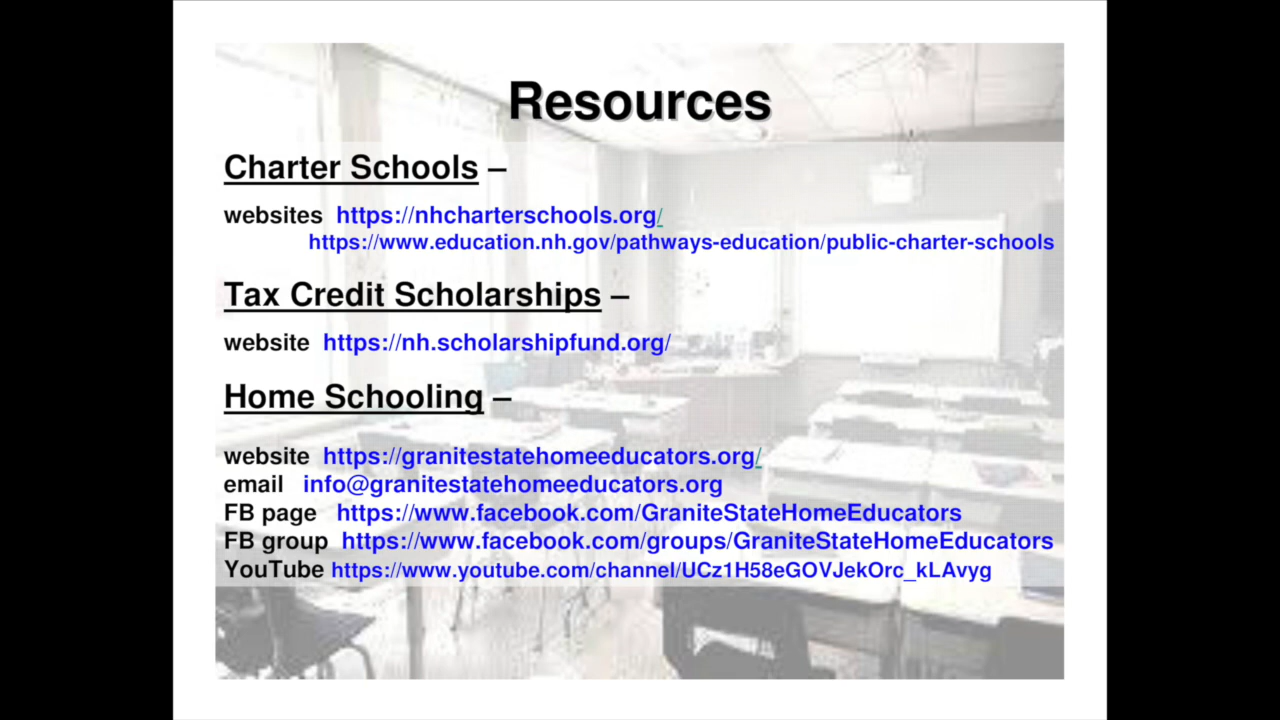 Resources
Charter Schools –
websites https://nhcharterschools.org/
https://www.education.nh.gov/pathways-education/public-charter-schools
Tax Credit Scholarships –
website https://nh.scholarshipfund.org/
Home Schooling –
website https://granitestatehomeeducators.org/
email info@granitestatehomeeducators.org
FB page https://www.facebook.com/GraniteStateHomeEducators
FB group https://www.facebook.com/groups/GraniteStateHomeEducators
YouTube https://www.youtube.com/channel/UCz1H58eGOVJekOrc_kLAvyg